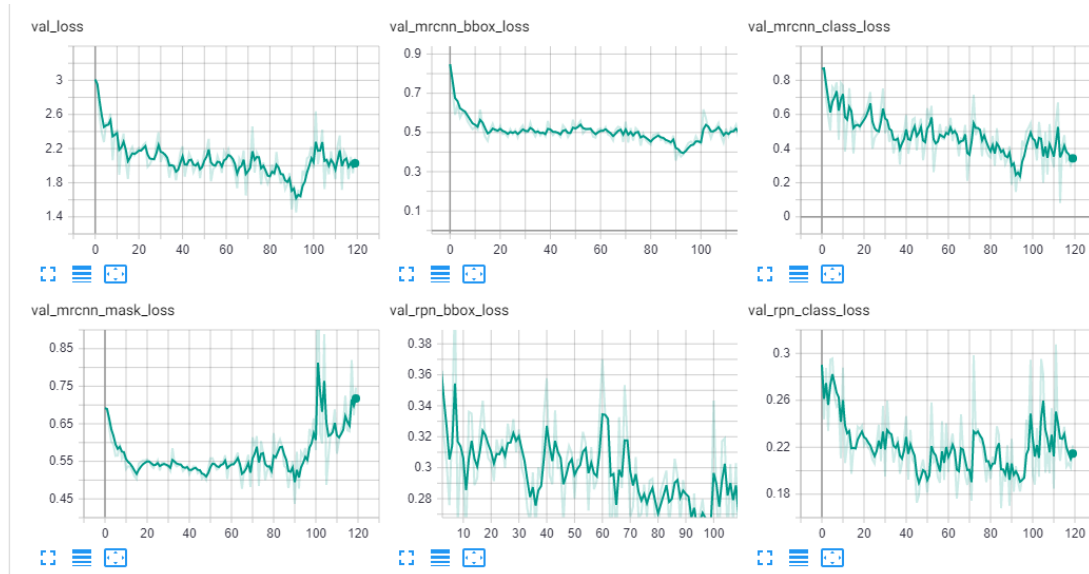 val_loss
3
2.6
2.2
1.8
1.4
0 20 40 60 80 100 120
val_mrcnn_bbox_loss
0.9
0.7
0.5
0.3
0.1
0 20 40 60 80 100
val_mrcnn_class_loss
0.8
0.6
0.4
0.2
0
0 20 40 60 80 100 120
val_mrcnn_mask_loss
0.85
0.75
0.65
0.55
0.45
0 20 40 60 80 100 120
val_rpn_bbox_loss
0.38
0.36
0.34
0.32
0.3
0.28
10 20 30 40 50 60 70 80 90 100
val_rpn_class_loss
0.3
0.26
0.22
0.18
0 20 40 60 80 100 120